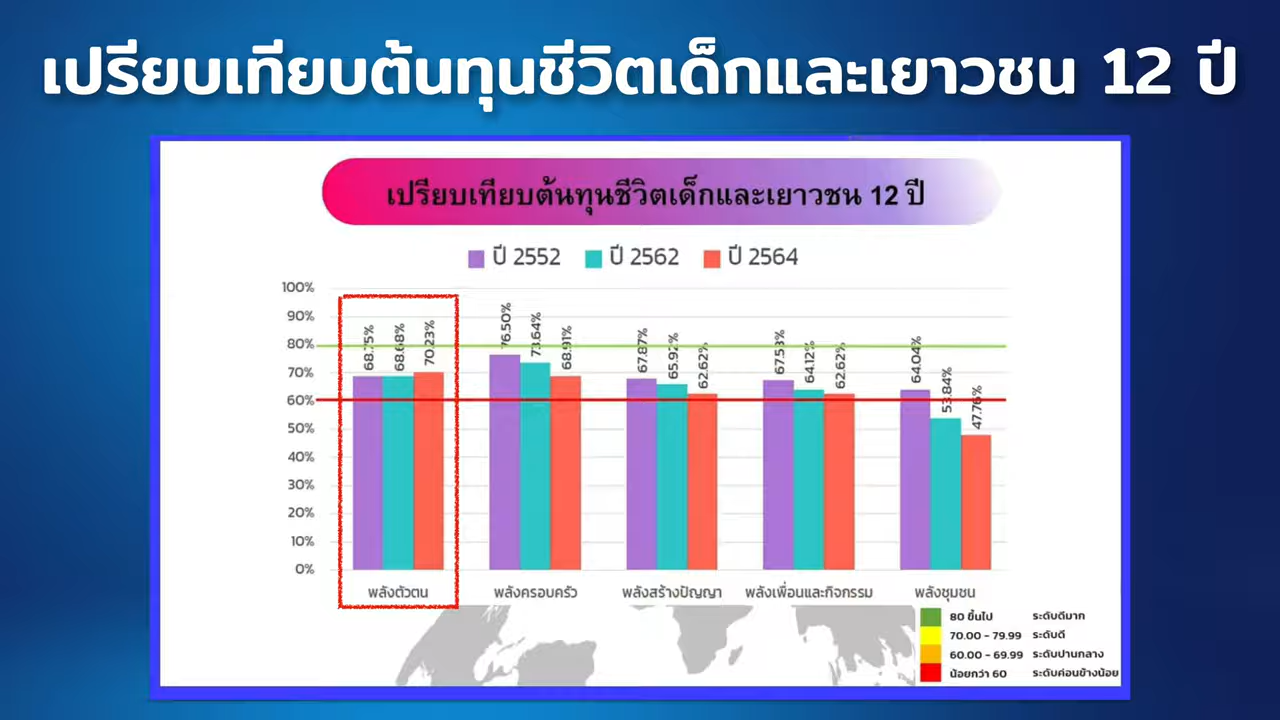 เปรียบเทียบต้นทุนชีวิตเด็กและเยาวชน 12 ปี
เปรียบเทียบต้นทุนชีวิตเด็กและเยาวชน 12 ปี
ปี 2552 ปี 2562 ปี 2564
100%
90%
80%
70%
60%
50%
40%
30%
20%
10%
0%
68.75% 68.68% 70.23%
76.50% 73.64% 68.91%
67.87% 65.92% 62.62%
67.53% 64.12% 62.62%
64.04% 53.84% 47.76%
พลังตัวตน พลังครอบครัว พลังสร้างปัญญา พลังเพื่อนและกิจกรรม พลังชุมชน
80 ขึ้นไป ระดับดีมาก
70.00 - 79.99 ระดับดี
60.00 - 69.99 ระดับปานกลาง
น้อยกว่า 60 ระดับค่อนข้างน้อย